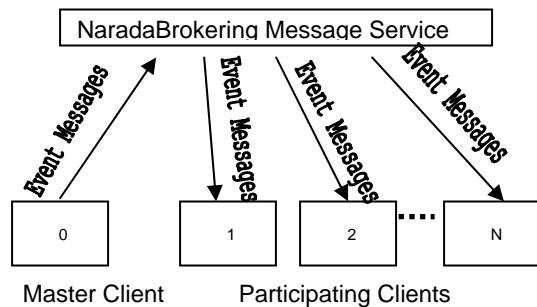 NaradaBrokering Message Service
Event Messages
Event Messages
Event Messages
Event Messages
0
1
2
N
Master Client
Participating Clients